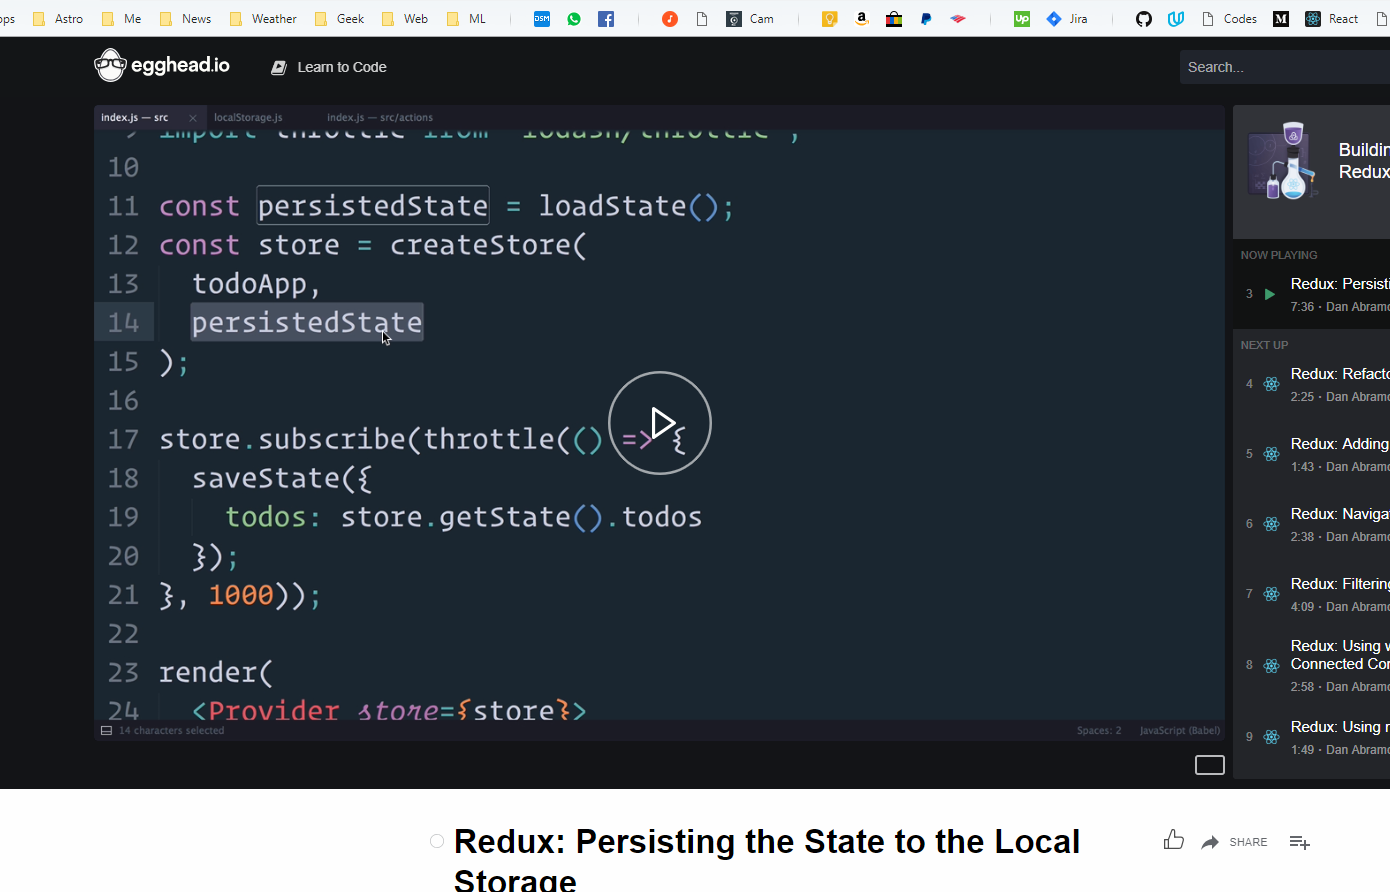 ops Astro Me News Weather Geek Web ML DSM Cam Up Jira Codes M React
egghead.io Learn to Code Search...
index.js — src × localStorage.js index.js — src/actions
9 import throttle from 'lodash/throttle';
10
11 const persistedState = loadState();
12 const store = createStore(
13 todoApp,
14 persistedState
15 );
16
17 store.subscribe(throttle(() => {
18 saveState({
19 todos: store.getState().todos
20 });
21 }, 1000));
22
23 render(
24 <Provider store={store}>
14 characters selected Spaces: 2 JavaScript (Babel)
Buildin
Redux
NOW PLAYING
3 Redux: Persisti
7:36 · Dan Abramo
NEXT UP
4 Redux: Refacto
2:25 · Dan Abramo
5 Redux: Adding
1:43 · Dan Abramo
6 Redux: Navigat
2:38 · Dan Abramo
7 Redux: Filtering
4:09 · Dan Abramo
8 Redux: Using w
Connected Cor
2:58 · Dan Abramo
9 Redux: Using r
1:49 · Dan Abramo
Redux: Persisting the State to the Local
Storage
SHARE